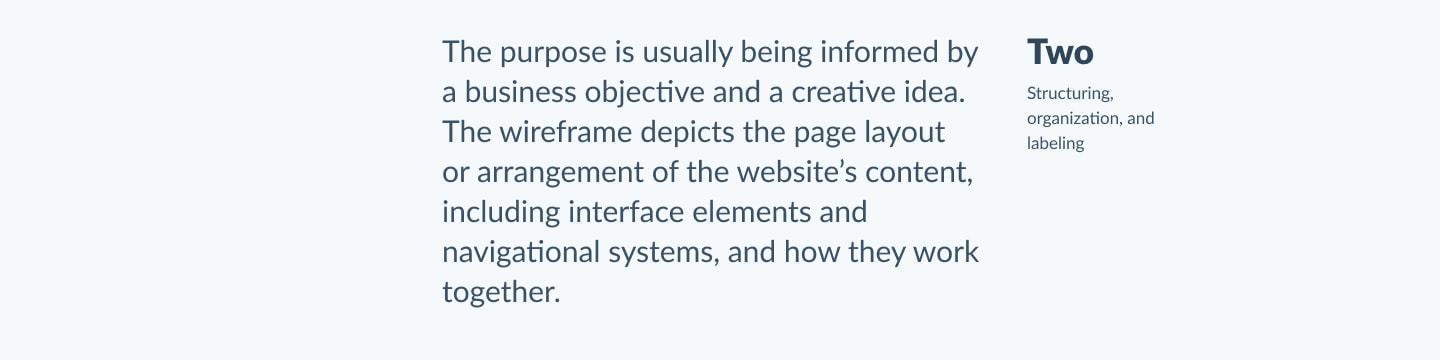 The purpose is usually being informed by
a business objective and a creative idea.
The wireframe depicts the page layout
or arrangement of the website’s content,
including interface elements and
navigational systems, and how they work
together.
Two
Structuring,
organization, and
labeling